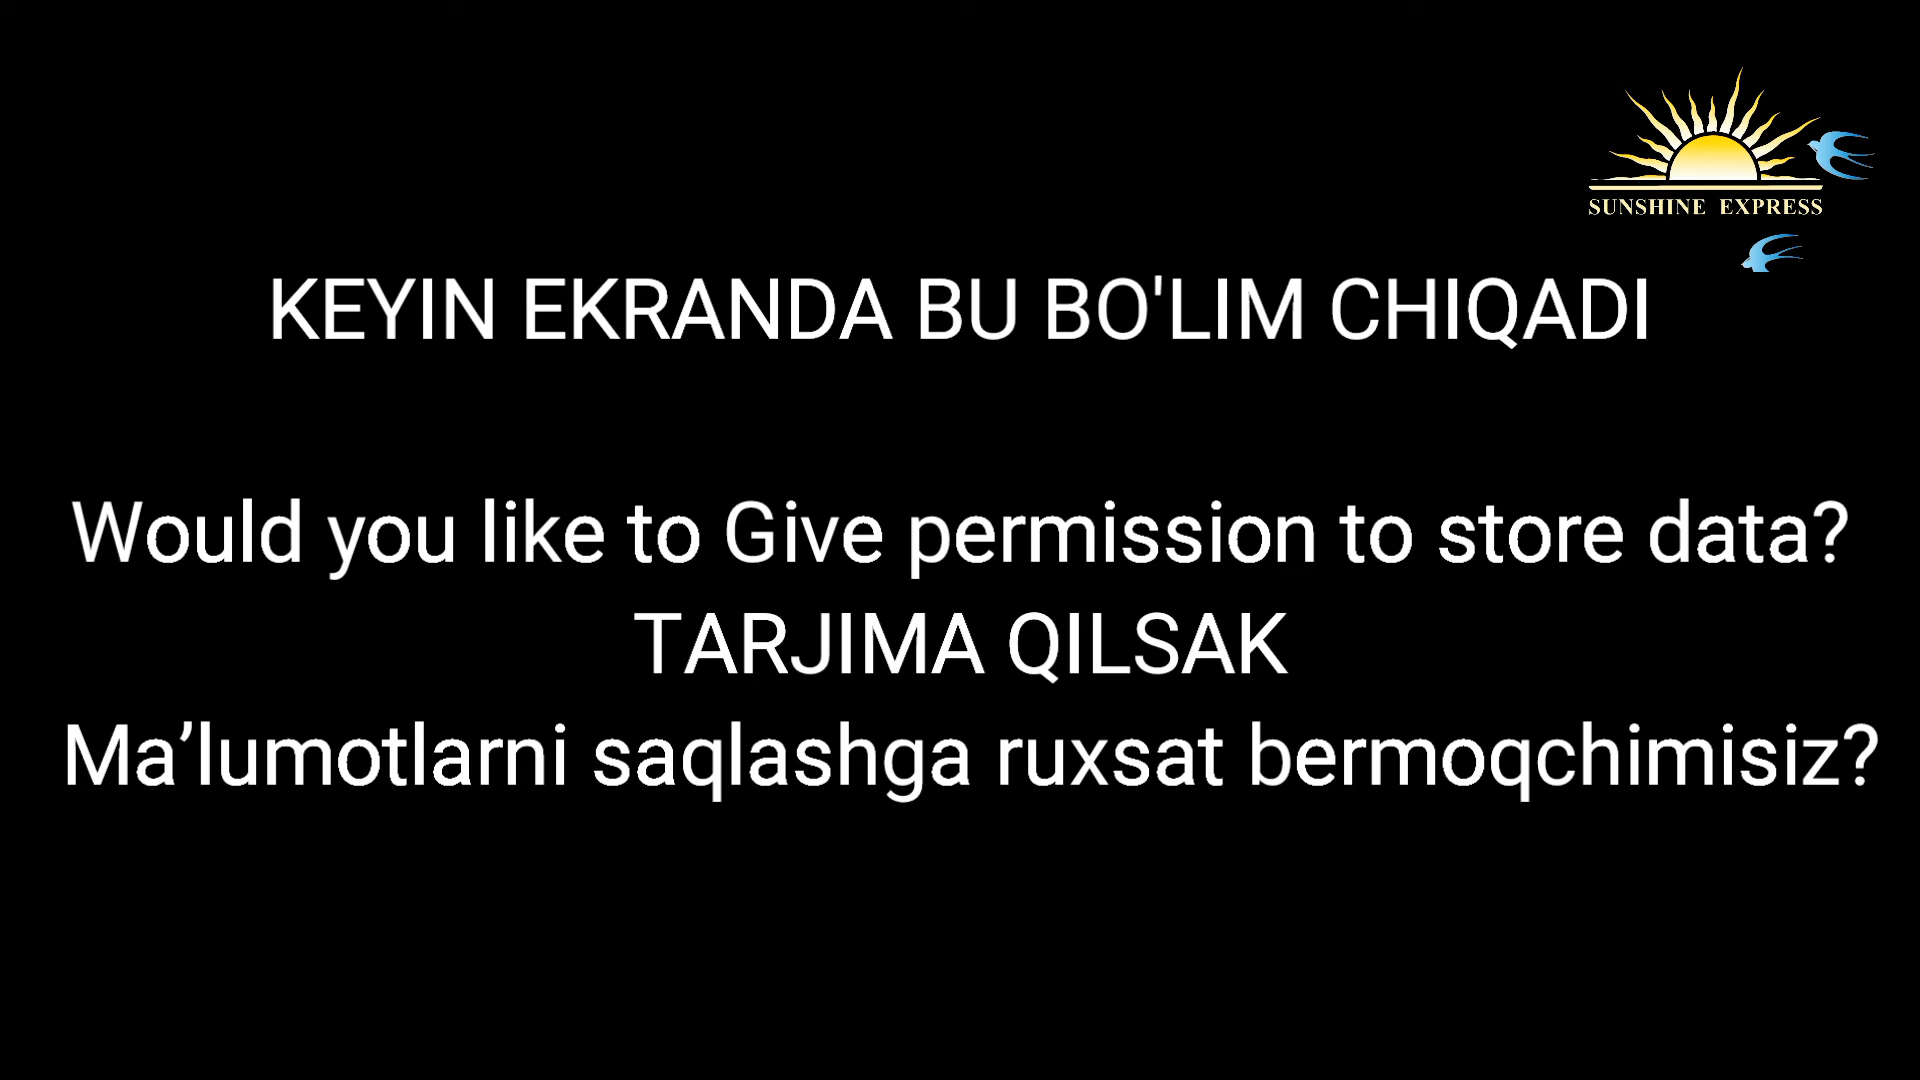 SUNSHINE EXPRESS
KEYIN EKRANDA BU BO'LIM CHIQADI
Would you like to Give permission to store data?
TARJIMA QILSAK
Ma’lumotlarni saqlashga ruxsat bermoqchimisiz?